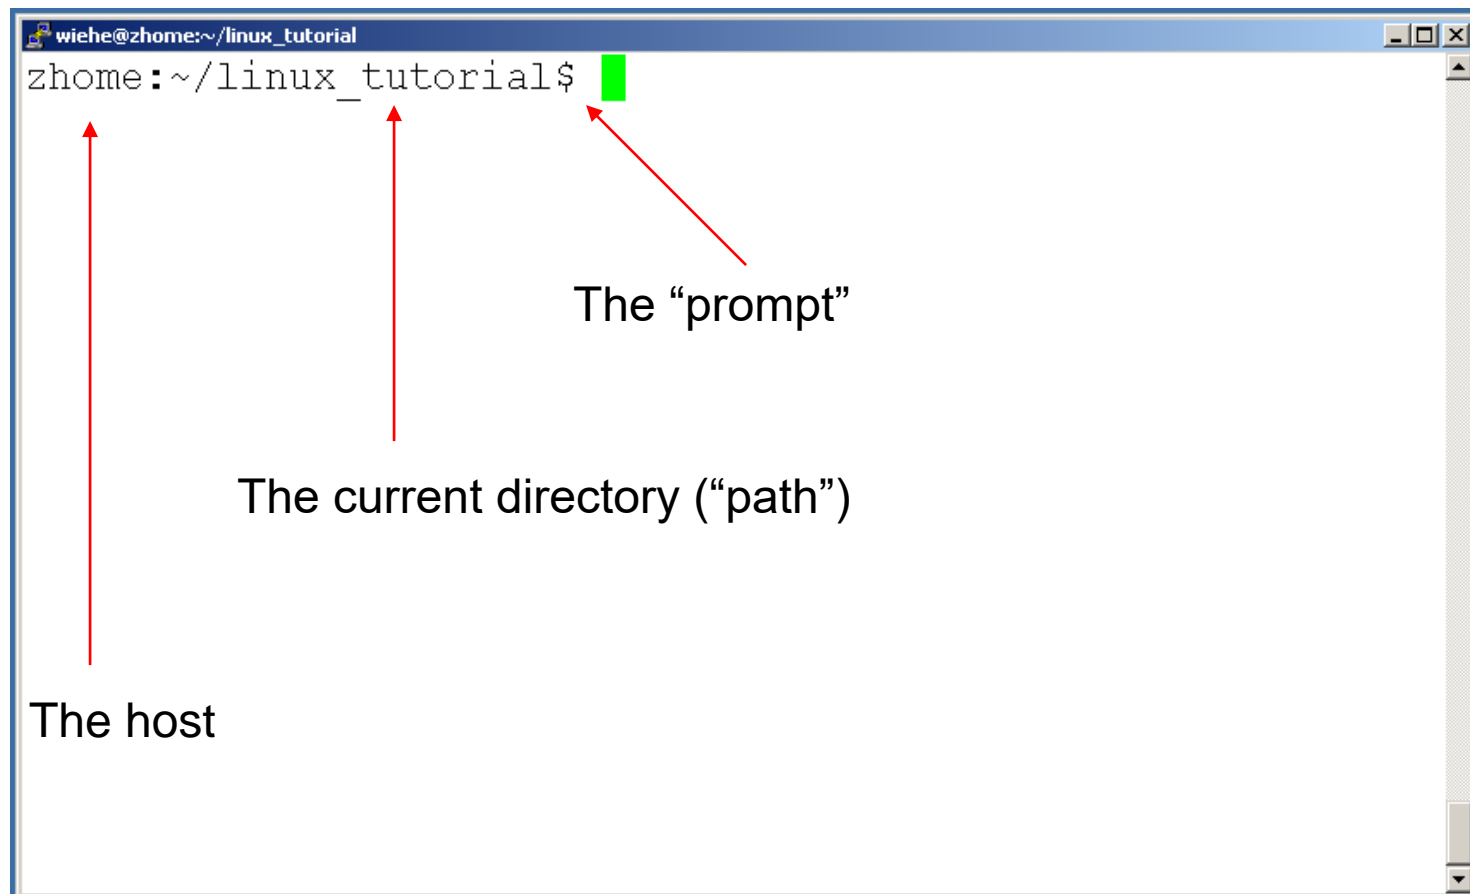 wiehe@zhome:~/linux_tutorial
zhome:~/linux_tutorial$
The “prompt”
The current directory (“path”)
The host